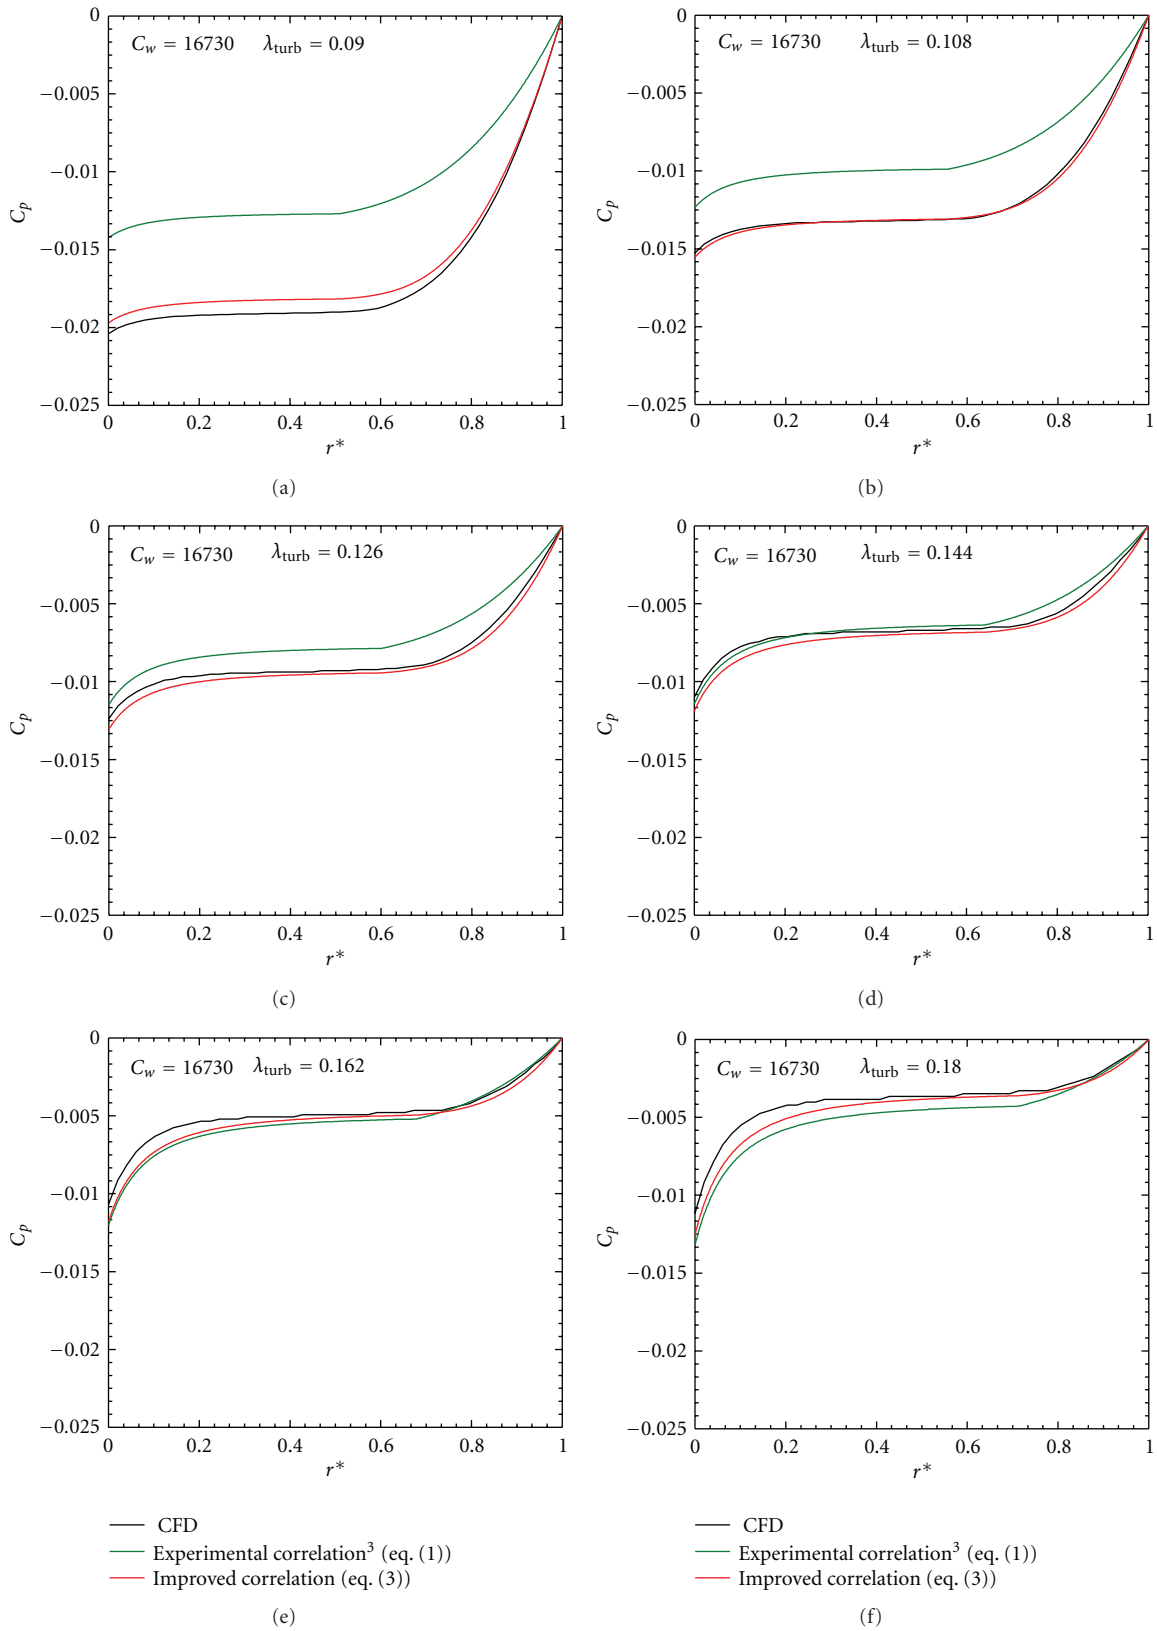 C_w = 16730 λ_turb = 0.09
0
−0.005
−0.01
−0.015
−0.02
−0.025
C_p
0 0.2 0.4 0.6 0.8 1
r*
(a)
C_w = 16730 λ_turb = 0.108
0
−0.005
−0.01
−0.015
−0.02
−0.025
C_p
0 0.2 0.4 0.6 0.8 1
r*
(b)
C_w = 16730 λ_turb = 0.126
0
−0.005
−0.01
−0.015
−0.02
−0.025
C_p
0 0.2 0.4 0.6 0.8 1
r*
(c)
C_w = 16730 λ_turb = 0.144
0
−0.005
−0.01
−0.015
−0.02
−0.025
C_p
0 0.2 0.4 0.6 0.8 1
r*
(d)
C_w = 16730 λ_turb = 0.162
0
−0.005
−0.01
−0.015
−0.02
−0.025
C_p
0 0.2 0.4 0.6 0.8 1
r*
CFD
Experimental correlation³ (eq. (1))
Improved correlation (eq. (3))
(e)
C_w = 16730 λ_turb = 0.18
0
−0.005
−0.01
−0.015
−0.02
−0.025
C_p
0 0.2 0.4 0.6 0.8 1
r*
CFD
Experimental correlation³ (eq. (1))
Improved correlation (eq. (3))
(f)